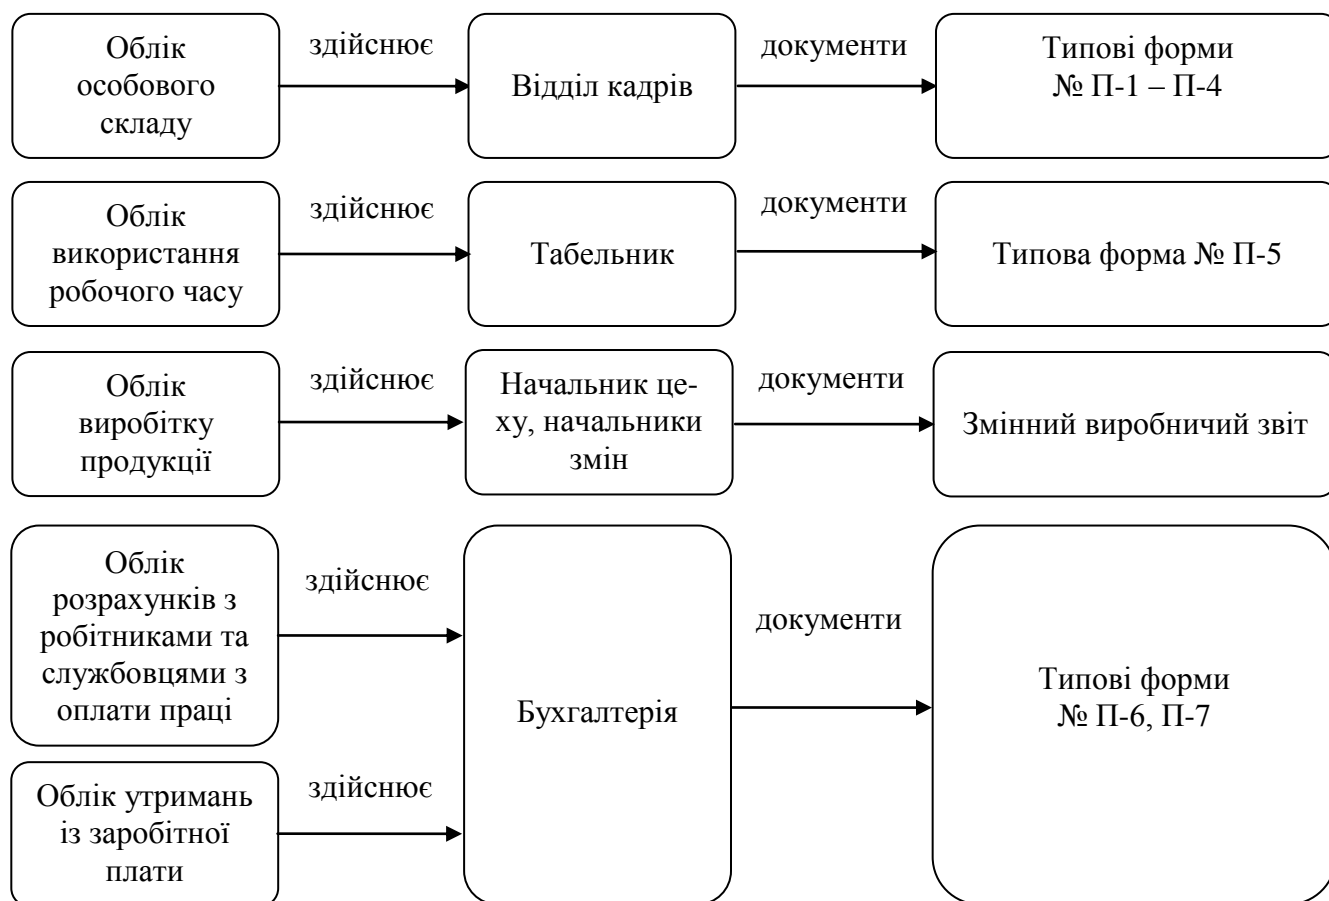 Облік
особового
складу
здійснює
Відділ кадрів
документи
Типові форми
№ П-1 – П-4
Облік
використання
робочого часу
здійснює
Табельник
документи
Типова форма № П-5
Облік
виробітку
продукції
здійснює
Начальник це-
ху, начальники
змін
документи
Змінний виробничий звіт
Облік
розрахунків з
робітниками та
службовцями з
оплати праці
здійснює
Бухгалтерія
документи
Типові форми
№ П-6, П-7
Облік утримань
із заробітної
плати
здійснює